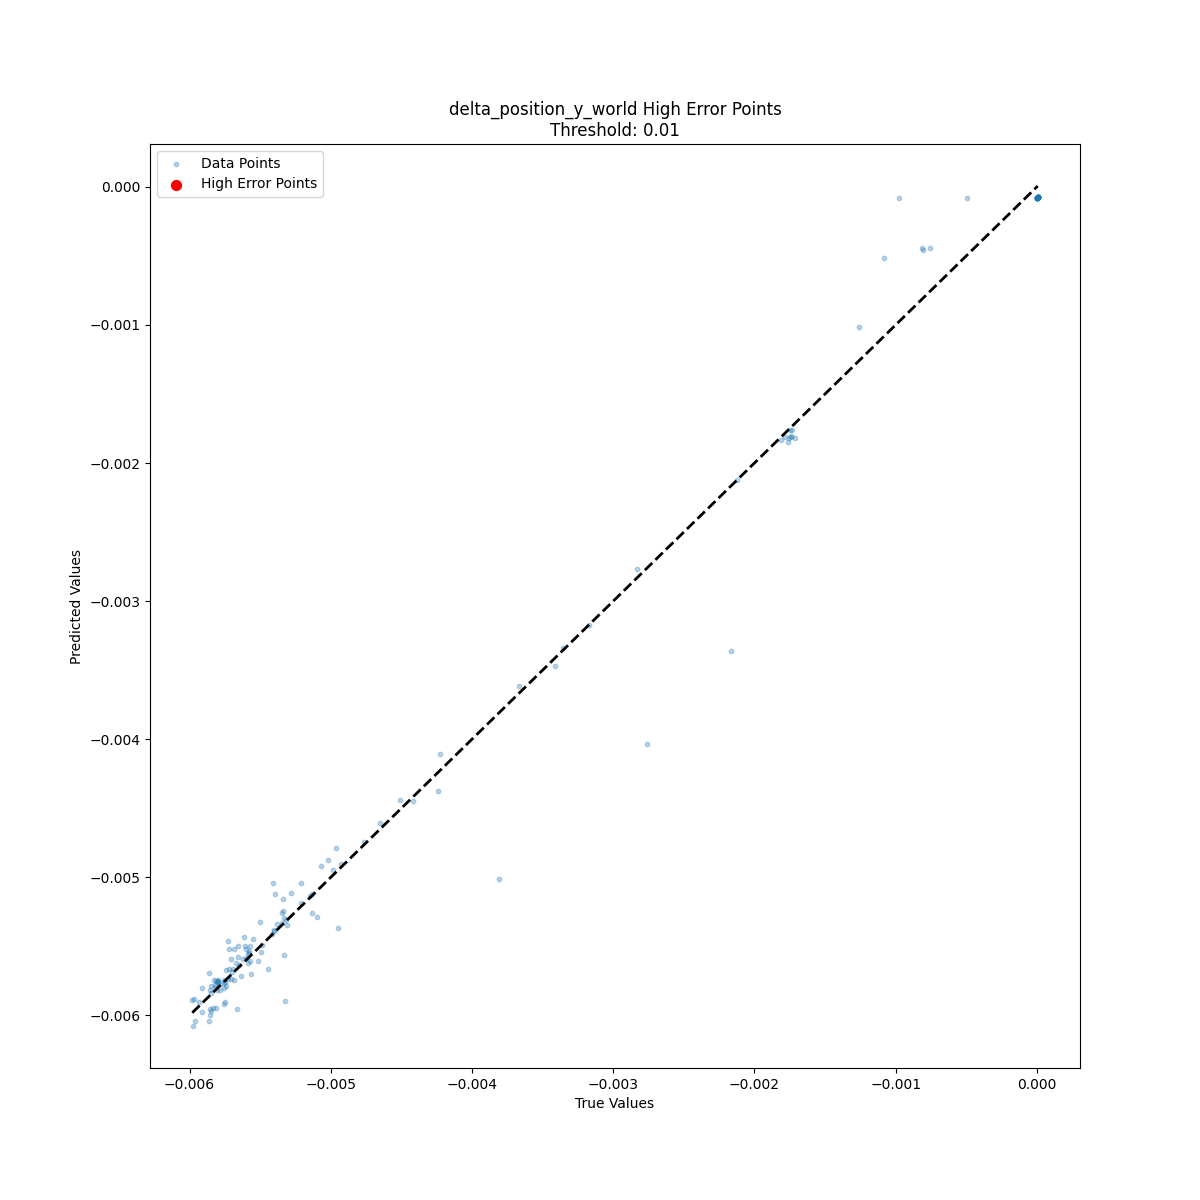 delta_position_y_world High Error Points
Threshold: 0.01
Data Points
High Error Points
0.000
−0.001
−0.002
−0.003
−0.004
−0.005
−0.006
Predicted Values
−0.006
−0.005
−0.004
−0.003
−0.002
−0.001
0.000
True Values